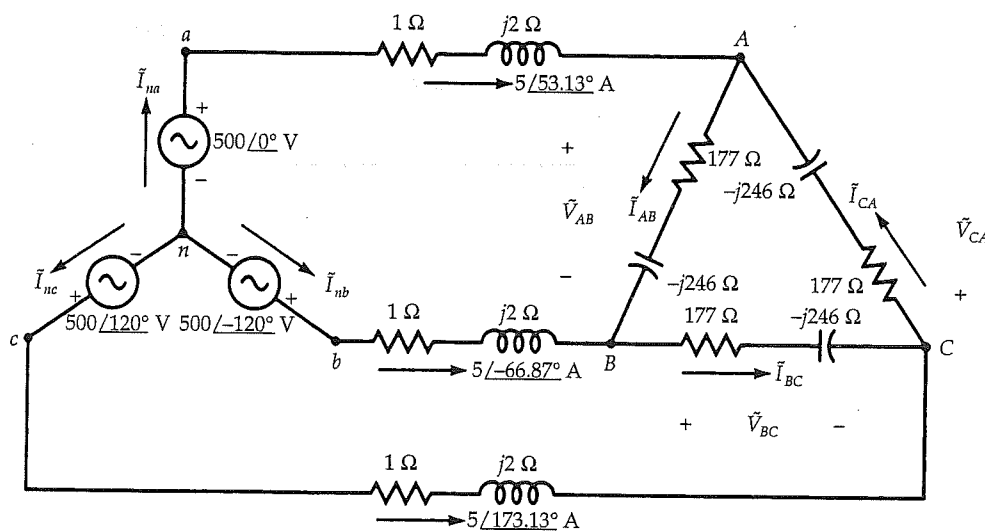 1 Ω j2 Ω
a A
5/53.13° A
Ĩna
+
500/0° V
−
+
177 Ω
−j246 Ω
ĨAB
ĨCA
ṼAB
ṼCA
n
− −
Ĩnc Ĩnb
+ +
500/120° V 500/−120° V
−
−j246 Ω
177 Ω
+
1 Ω j2 Ω
177 Ω −j246 Ω
c b B C
5/−66.87° A
ĨBC
+ ṼBC −
1 Ω j2 Ω
5/173.13° A